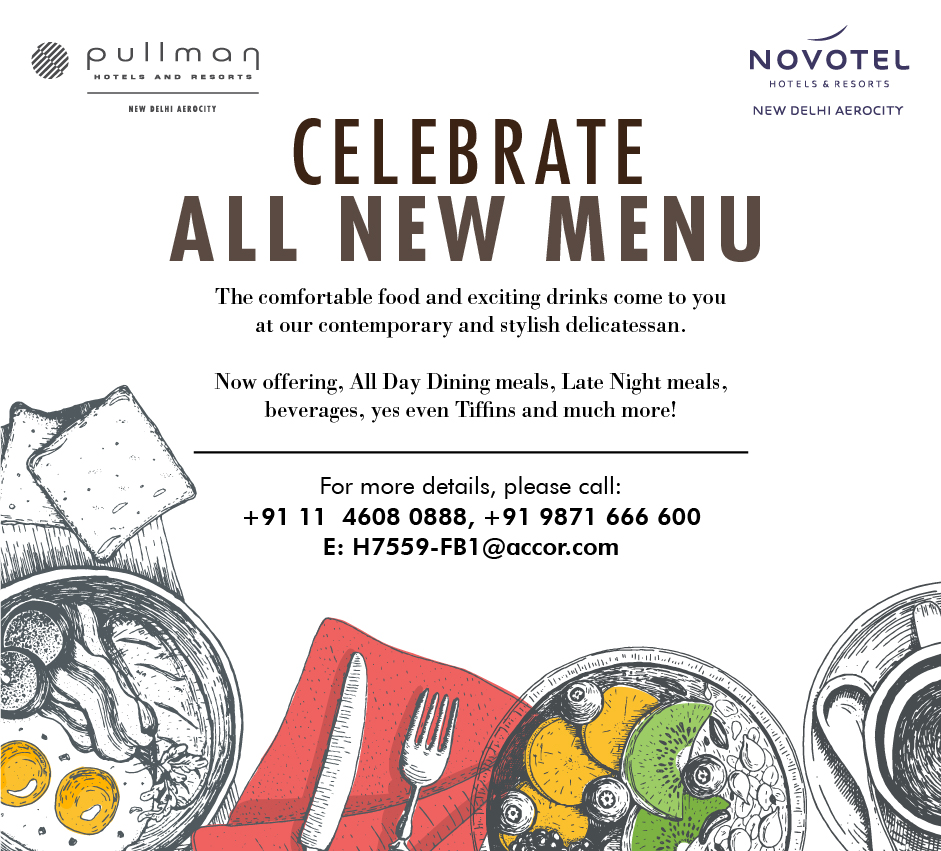 pullman
HOTELS AND RESORTS
NEW DELHI AEROCITY
NOVOTEL
HOTELS & RESORTS
NEW DELHI AEROCITY
CELEBRATE
ALL NEW MENU
The comfortable food and exciting drinks come to you
at our contemporary and stylish delicatessan.
Now offering, All Day Dining meals, Late Night meals,
beverages, yes even Tiffins and much more!
For more details, please call:
+91 11 4608 0888, +91 9871 666 600
E: H7559-FB1@accor.com